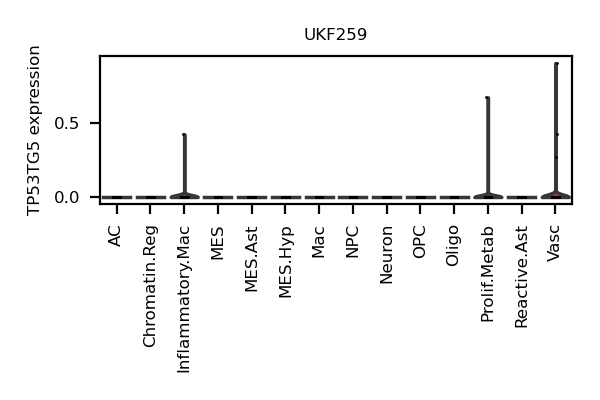 UKF259
TP53TG5 expression
0.5
0.0
AC
Chromatin.Reg
Inflammatory.Mac
MES
MES.Ast
MES.Hyp
Mac
NPC
Neuron
OPC
Oligo
Prolif.Metab
Reactive.Ast
Vasc